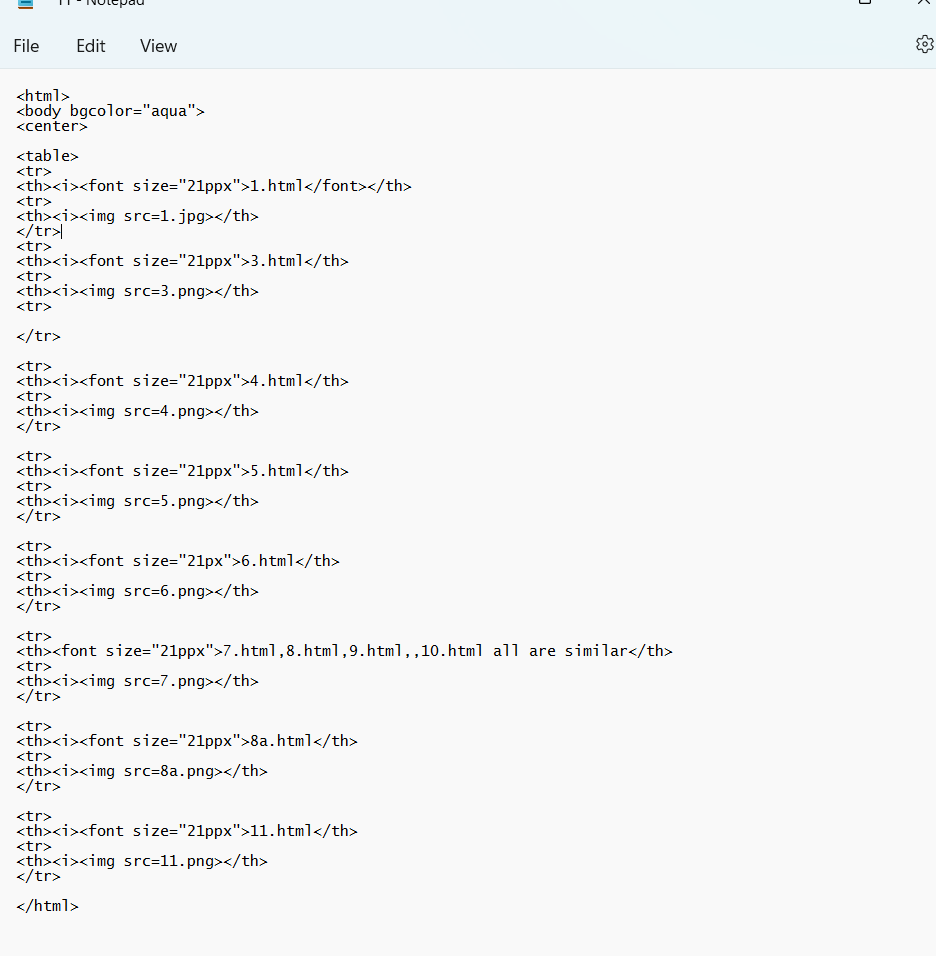 11 - Notepad
File Edit View
<html>
<body bgcolor="aqua">
<center>
<table>
<tr>
<th><i><font size="21ppx">1.html</font></th>
<tr>
<th><i><img src=1.jpg></th>
</tr>
<tr>
<th><i><font size="21ppx">3.html</th>
<tr>
<th><i><img src=3.png></th>
<tr>
</tr>
<tr>
<th><i><font size="21ppx">4.html</th>
<tr>
<th><i><img src=4.png></th>
</tr>
<tr>
<th><i><font size="21ppx">5.html</th>
<tr>
<th><i><img src=5.png></th>
</tr>
<tr>
<th><i><font size="21px">6.html</th>
<tr>
<th><i><img src=6.png></th>
</tr>
<tr>
<th><font size="21ppx">7.html,8.html,9.html,,10.html all are similar</th>
<tr>
<th><i><img src=7.png></th>
</tr>
<tr>
<th><i><font size="21ppx">8a.html</th>
<tr>
<th><i><img src=8a.png></th>
</tr>
<tr>
<th><i><font size="21ppx">11.html</th>
<tr>
<th><i><img src=11.png></th>
</tr>
</html>